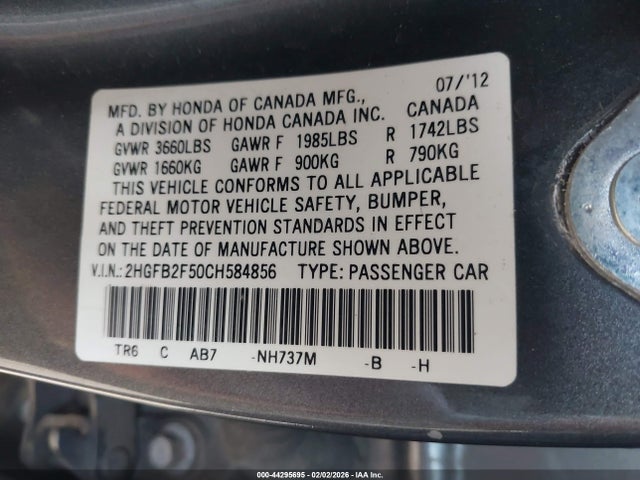 07/'12
MFD. BY HONDA OF CANADA MFG., CANADA
A DIVISION OF HONDA CANADA INC.
GVWR 3660LBS GAWR F 1985LBS R 1742LBS
GVWR 1660KG GAWR F 900KG R 790KG
THIS VEHICLE CONFORMS TO ALL APPLICABLE
FEDERAL MOTOR VEHICLE SAFETY, BUMPER,
AND THEFT PREVENTION STANDARDS IN EFFECT
ON THE DATE OF MANUFACTURE SHOWN ABOVE.
V.I.N.: 2HGFB2F50CH584856 TYPE: PASSENGER CAR
TR6 C AB7 -NH737M -B -H
000-44295695 - 02/02/2026 - IAA Inc.